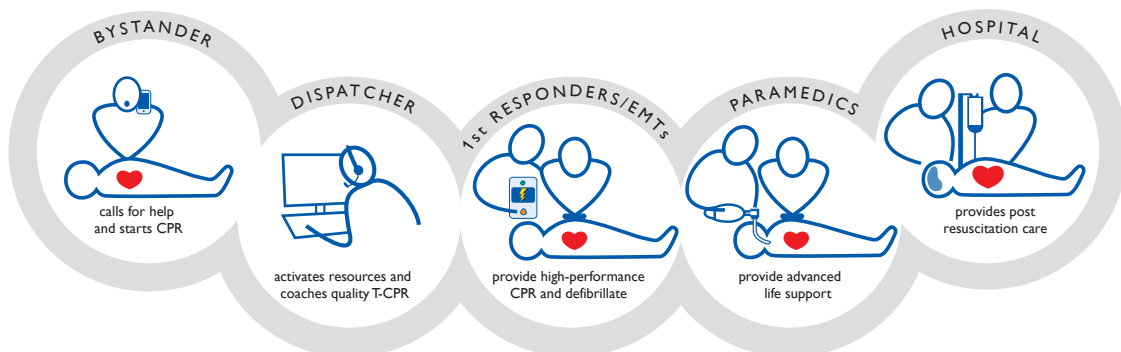 BYSTANDER
calls for help
and starts CPR
DISPATCHER
activates resources and
coaches quality T-CPR
1st RESPONDERS/EMTs
provide high-performance
CPR and defibrillate
PARAMEDICS
provide advanced
life support
HOSPITAL
provides post
resuscitation care